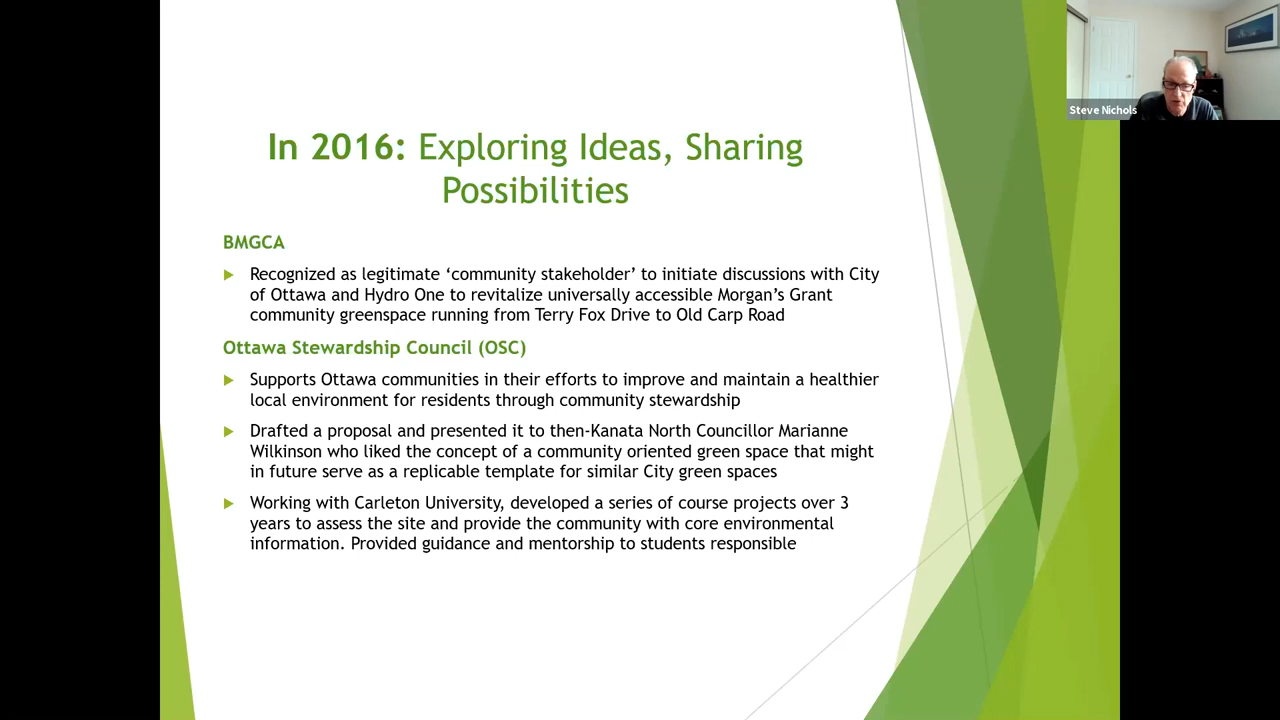 Steve Nichols
In 2016: Exploring Ideas, Sharing
Possibilities
BMGCA
Recognized as legitimate ‘community stakeholder’ to initiate discussions with City
of Ottawa and Hydro One to revitalize universally accessible Morgan’s Grant
community greenspace running from Terry Fox Drive to Old Carp Road
Ottawa Stewardship Council (OSC)
Supports Ottawa communities in their efforts to improve and maintain a healthier
local environment for residents through community stewardship
Drafted a proposal and presented it to then-Kanata North Councillor Marianne
Wilkinson who liked the concept of a community oriented green space that might
in future serve as a replicable template for similar City green spaces
Working with Carleton University, developed a series of course projects over 3
years to assess the site and provide the community with core environmental
information. Provided guidance and mentorship to students responsible